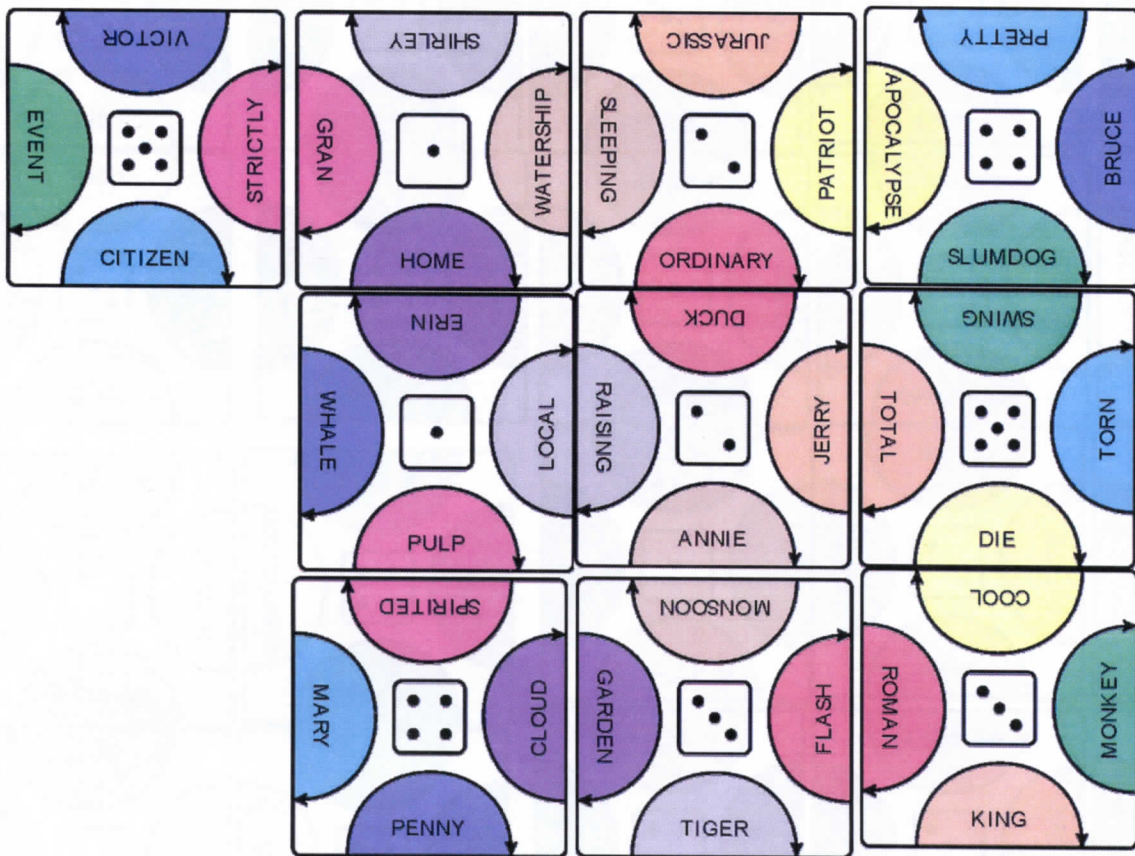 VICTOR
EVENT
STRICTLY
CITIZEN
SHIRLEY
GRAN
WATERSHIP
HOME
JURASSIC
SLEEPING
PATRIOT
ORDINARY
PRETTY
APOCALYPSE
BRUCE
SLUMDOG
ERIN
WHALE
LOCAL
PULP
DUCK
RAISING
JERRY
ANNIE
SWING
TOTAL
TORN
DIE
SPIRITED
MARY
CLOUD
PENNY
MONSOON
GARDEN
FLASH
TIGER
COOL
ROMAN
MONKEY
KING